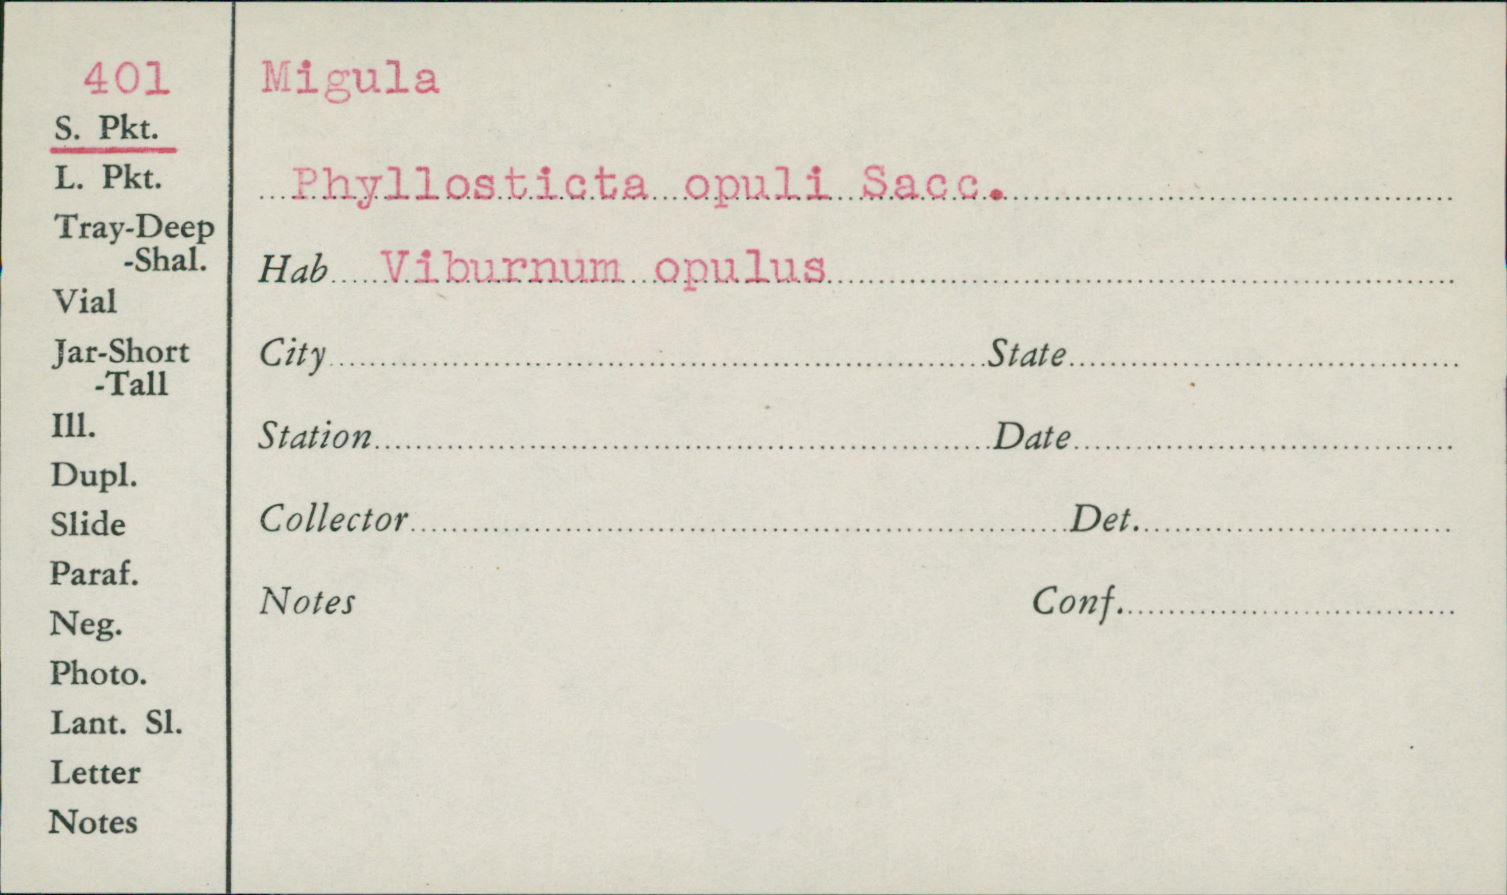 401
S. Pkt.
L. Pkt.
Tray-Deep
-Shal.
Vial
Jar-Short
-Tall
Ill.
Dupl.
Slide
Paraf.
Neg.
Photo.
Lant. Sl.
Letter
Notes
Migula
Phyllosticta opuli Sacc.
Hab Viburnum opulus
City State
Station Date
Collector Det.
Notes Conf.